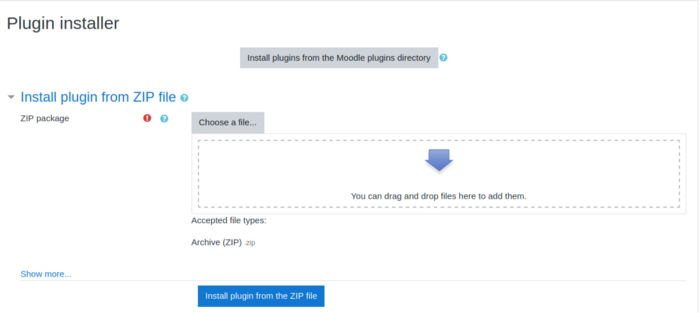 Plugin installer
Install plugins from the Moodle plugins directory
Install plugin from ZIP file
ZIP package
Choose a file...
You can drag and drop files here to add them.
Accepted file types:
Archive (ZIP) .zip
Show more...
Install plugin from the ZIP file